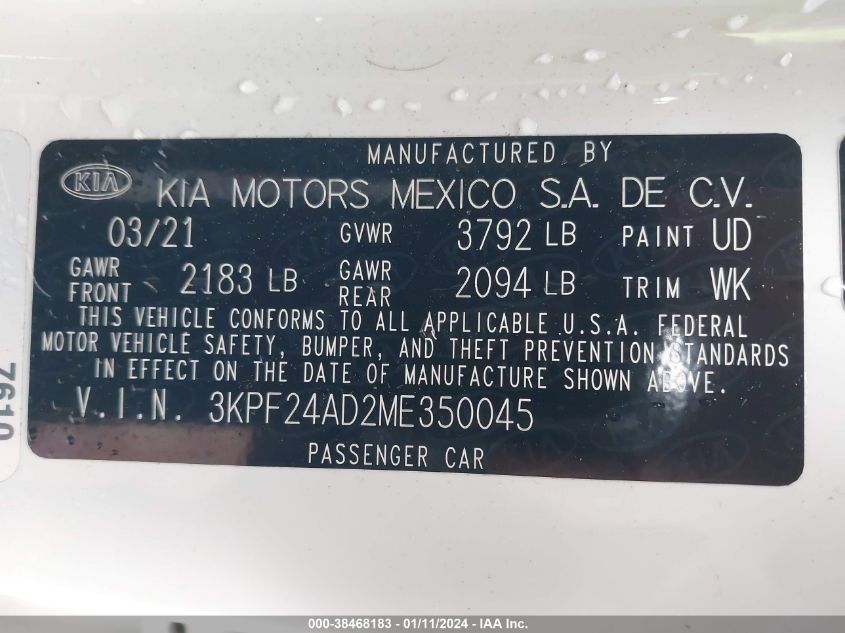 MANUFACTURED BY
KIA KIA MOTORS MEXICO S.A. DE C.V.
03/21 GVWR 3792 LB PAINT UD
GAWR FRONT 2183 LB GAWR REAR 2094 LB TRIM WK
THIS VEHICLE CONFORMS TO ALL APPLICABLE U.S.A. FEDERAL
MOTOR VEHICLE SAFETY, BUMPER, AND THEFT PREVENTION STANDARDS
IN EFFECT ON THE DATE OF MANUFACTURE SHOWN ABOVE.
V.I.N. 3KPF24AD2ME350045
PASSENGER CAR
7610
000-38468183 - 01/11/2024 - IAA Inc.